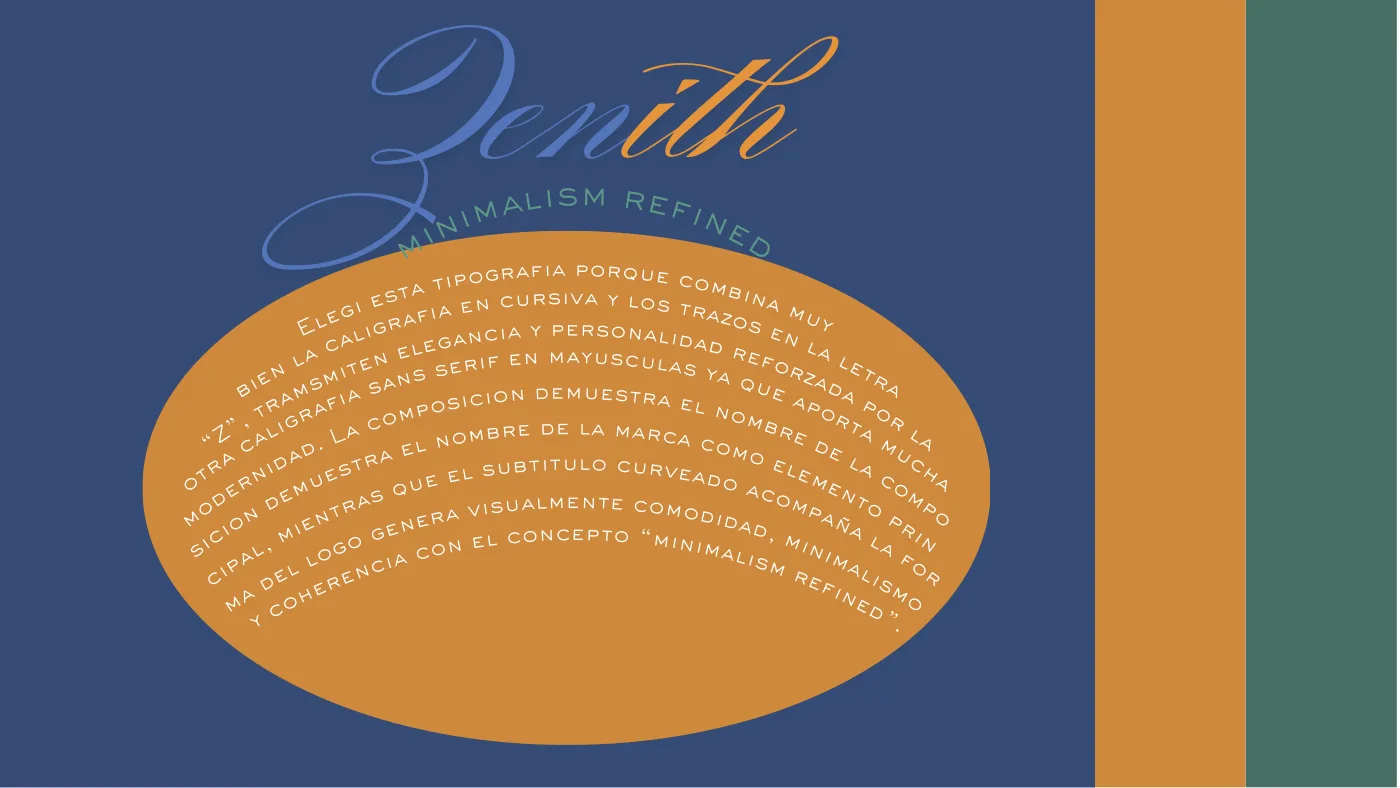 Zenith
MINIMALISM REFINED
ELEGI ESTA TIPOGRAFIA PORQUE COMBINA MUY
BIEN LA CALIGRAFIA EN CURSIVA Y LOS TRAZOS EN LA LETRA
“Z”, TRAMSMITEN ELEGANCIA Y PERSONALIDAD REFORZADA POR LA
OTRA CALIGRAFIA SANS SERIF EN MAYUSCULAS YA QUE APORTA MUCHA
MODERNIDAD. LA COMPOSICION DEMUESTRA EL NOMBRE DE LA COMPO
SICION DEMUESTRA EL NOMBRE DE LA MARCA COMO ELEMENTO PRIN
CIPAL, MIENTRAS QUE EL SUBTITULO CURVEADO ACOMPAÑA LA FOR
MA DEL LOGO GENERA VISUALMENTE COMODIDAD, MINIMALISMO
Y COHERENCIA CON EL CONCEPTO “MINIMALISM REFINED”.